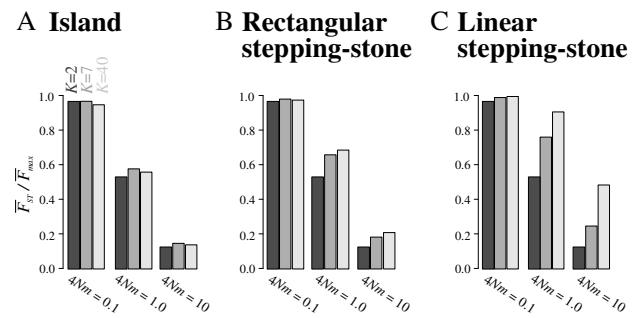 A Island
B Rectangular
stepping-stone
C Linear
stepping-stone
K=2
K=7
K=40
F̅ST / F̅max
1.0
0.8
0.6
0.4
0.2
0.0
4Nm = 0.1
4Nm = 1.0
4Nm = 10
1.0
0.8
0.6
0.4
0.2
0.0
4Nm = 0.1
4Nm = 1.0
4Nm = 10
1.0
0.8
0.6
0.4
0.2
0.0
4Nm = 0.1
4Nm = 1.0
4Nm = 10